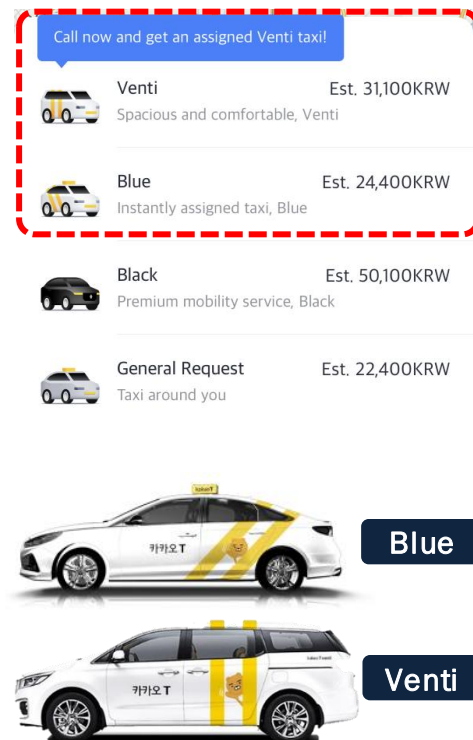 Call now and get an assigned Venti taxi!
Venti Est. 31,100KRW
Spacious and comfortable, Venti
Blue Est. 24,400KRW
Instantly assigned taxi, Blue
Black Est. 50,100KRW
Premium mobility service, Black
General Request Est. 22,400KRW
Taxi around you
카카오 T
Blue
카카오 T
Venti